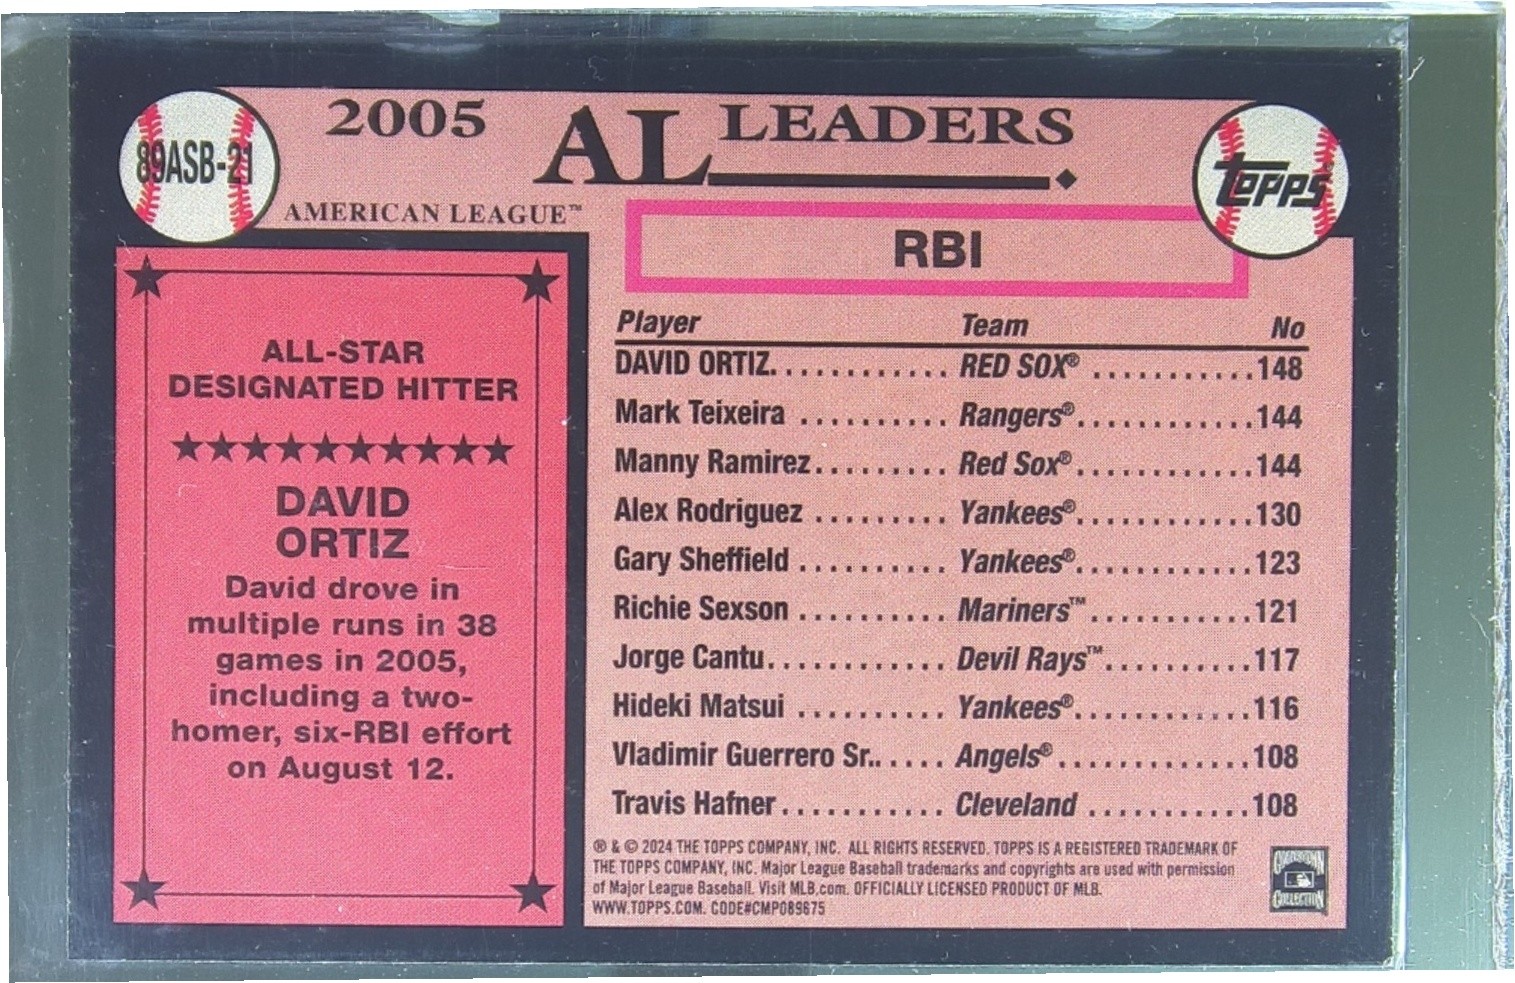 89ASB-21
2005 AL LEADERS
AMERICAN LEAGUE™
topps
ALL-STAR
DESIGNATED HITTER
DAVID
ORTIZ
David drove in
multiple runs in 38
games in 2005,
including a two-
homer, six-RBI effort
on August 12.
RBI
Player Team No
DAVID ORTIZ............ RED SOX® ...........148
Mark Teixeira ......... Rangers®............144
Manny Ramirez......... Red Sox®............144
Alex Rodriguez ........ Yankees®............130
Gary Sheffield ......... Yankees®............123
Richie Sexson ......... Mariners™ ...........121
Jorge Cantu............ Devil Rays™..........117
Hideki Matsui ......... Yankees®............116
Vladimir Guerrero Sr...... Angels® .............108
Travis Hafner........... Cleveland ...........108
® & © 2024 THE TOPPS COMPANY, INC. ALL RIGHTS RESERVED. TOPPS IS A REGISTERED TRADEMARK OF
THE TOPPS COMPANY, INC. Major League Baseball trademarks and copyrights are used with permission
of Major League Baseball. Visit MLB.com. OFFICIALLY LICENSED PRODUCT OF MLB.
WWW.TOPPS.COM. CODE#CMP089675
COOPERSTOWN
COLLECTION